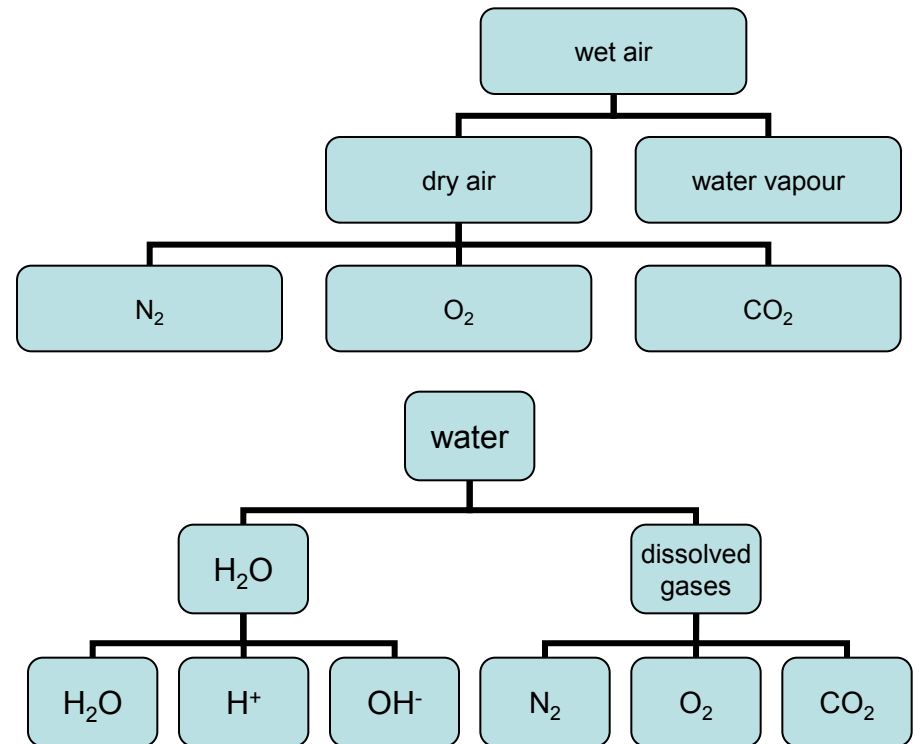 wet air
dry air
water vapour
N₂
O₂
CO₂
water
H₂O
dissolved
gases
H₂O
H⁺
OH⁻
N₂
O₂
CO₂